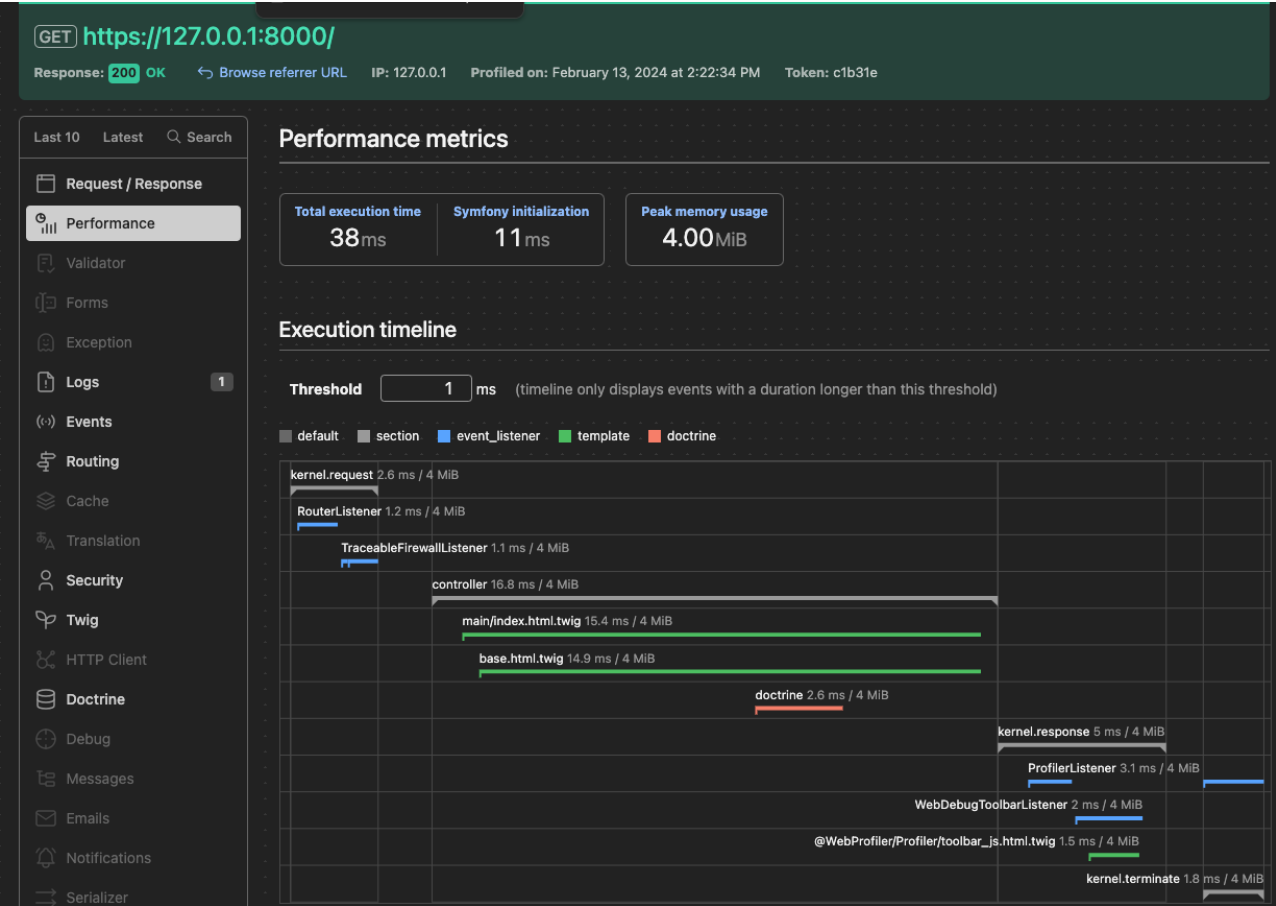 GET https://127.0.0.1:8000/
Response: 200 OK Browse referrer URL IP: 127.0.0.1 Profiled on: February 13, 2024 at 2:22:34 PM Token: c1b31e
Last 10 Latest Search
Request / Response
Performance
Validator
Forms
Exception
Logs 1
Events
Routing
Cache
Translation
Security
Twig
HTTP Client
Doctrine
Debug
Messages
Emails
Notifications
Serializer
Performance metrics
Total execution time Symfony initialization Peak memory usage
38 ms 11 ms 4.00 MiB
Execution timeline
Threshold 1 ms (timeline only displays events with a duration longer than this threshold)
default section event_listener template doctrine
kernel.request 2.6 ms / 4 MiB
RouterListener 1.2 ms / 4 MiB
TraceableFirewallListener 1.1 ms / 4 MiB
controller 16.8 ms / 4 MiB
main/index.html.twig 15.4 ms / 4 MiB
base.html.twig 14.9 ms / 4 MiB
doctrine 2.6 ms / 4 MiB
kernel.response 5 ms / 4 MiB
ProfilerListener 3.1 ms / 4 MiB
WebDebugToolbarListener 2 ms / 4 MiB
@WebProfiler/Profiler/toolbar_js.html.twig 1.5 ms / 4 MiB
kernel.terminate 1.8 ms / 4 MiB